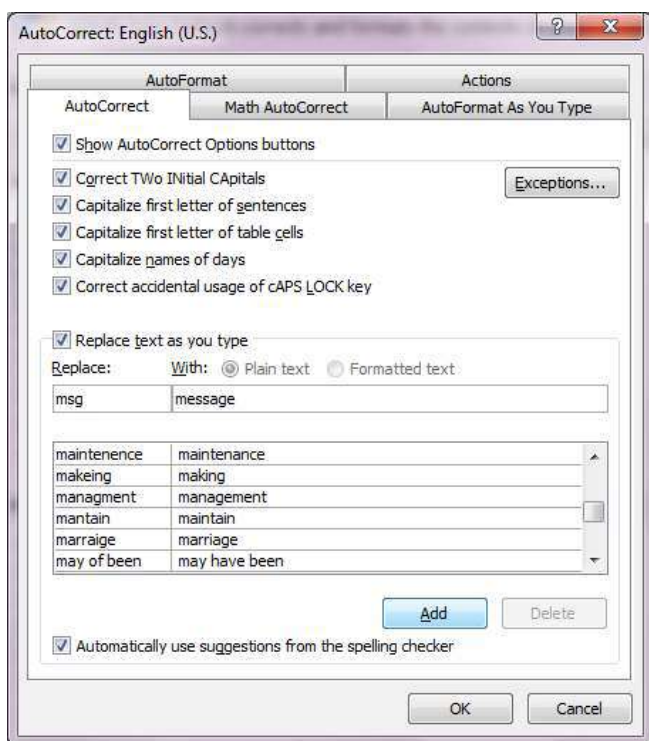 AutoCorrect: English (U.S.)
AutoFormat Actions
AutoCorrect Math AutoCorrect AutoFormat As You Type
Show AutoCorrect Options buttons
Correct TWo INitial CApitals Exceptions...
Capitalize first letter of sentences
Capitalize first letter of table cells
Capitalize names of days
Correct accidental usage of cAPS LOCK key
Replace text as you type
Replace: With: Plain text Formatted text
msg message
maintenence maintenance
makeing making
managment management
mantain maintain
marraige marriage
may of been may have been
Add Delete
Automatically use suggestions from the spelling checker
OK Cancel